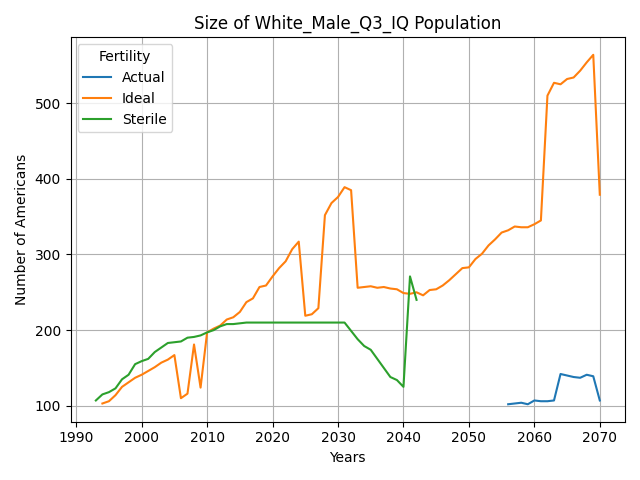 Size of White_Male_Q3_IQ Population
Fertility
Actual
Ideal
Sterile
Number of Americans
500
400
300
200
100
1990 2000 2010 2020 2030 2040 2050 2060 2070
Years